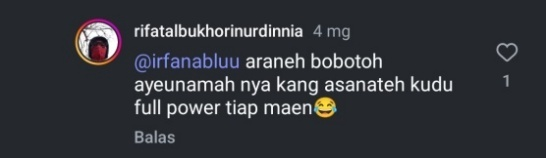 rifatalbukhorinurdinnia 4 mg
@irfanabluu araneh bobotoh
ayeunamah nya kang asanateh kudu
full power tiap maen😂
1
Balas